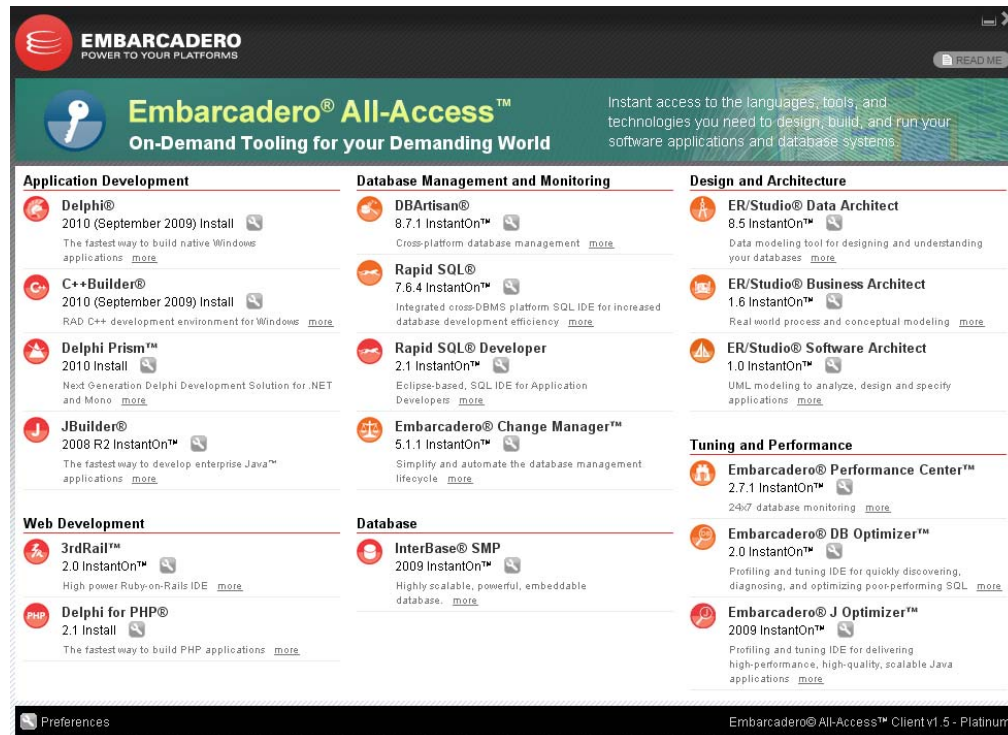 EMBARCADERO
POWER TO YOUR PLATFORMS
READ ME
Embarcadero® All-Access™
On-Demand Tooling for your Demanding World
Instant access to the languages, tools, and
technologies you need to design, build, and run your
software applications and database systems.
Application Development
Delphi®
2010 (September 2009) Install
The fastest way to build native Windows
applications more
C++Builder®
2010 (September 2009) Install
RAD C++ development environment for Windows more
Delphi Prism™
2010 Install
Next Generation Delphi Development Solution for .NET
and Mono more
JBuilder®
2008 R2 InstantOn™
The fastest way to develop enterprise Java™
applications more
Web Development
3rdRail™
2.0 InstantOn™
High power Ruby-on-Rails IDE more
PHP
Delphi for PHP®
2.1 Install
The fastest way to build PHP applications more
Database Management and Monitoring
DBArtisan®
8.7.1 InstantOn™
Cross-platform database management more
Rapid SQL®
7.6.4 InstantOn™
Integrated cross-DBMS platform SQL IDE for increased
database development efficiency more
Rapid SQL® Developer
2.1 InstantOn™
Eclipse-based, SQL IDE for Application
Developers more
Embarcadero® Change Manager™
5.1.1 InstantOn™
Simplify and automate the database management
lifecycle more
Database
InterBase® SMP
2009 InstantOn™
Highly scalable, powerful, embeddable
database. more
Design and Architecture
ER/Studio® Data Architect
8.5 InstantOn™
Data modeling tool for designing and understanding
your databases more
ER/Studio® Business Architect
1.6 InstantOn™
Real world process and conceptual modeling more
ER/Studio® Software Architect
1.0 InstantOn™
UML modeling to analyze, design and specify
applications more
Tuning and Performance
Embarcadero® Performance Center™
2.7.1 InstantOn™
24x7 database monitoring more
Embarcadero® DB Optimizer™
2.0 InstantOn™
Profiling and tuning IDE for quickly discovering,
diagnosing, and optimizing poor-performing SQL more
Embarcadero® J Optimizer™
2009 InstantOn™
Profiling and tuning IDE for delivering
high-performance, high-quality, scalable Java
applications more
Preferences
Embarcadero® All-Access™ Client v1.5 - Platinum